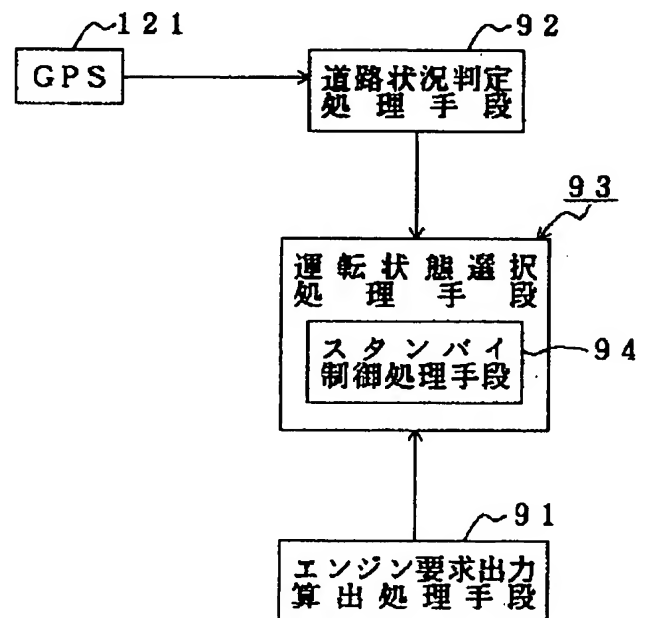 121
GPS
92
道路状況判定
処理手段
93
運転状態選択
処理手段
スタンバイ
制御処理手段
94
91
エンジン要求出力
算出処理手段